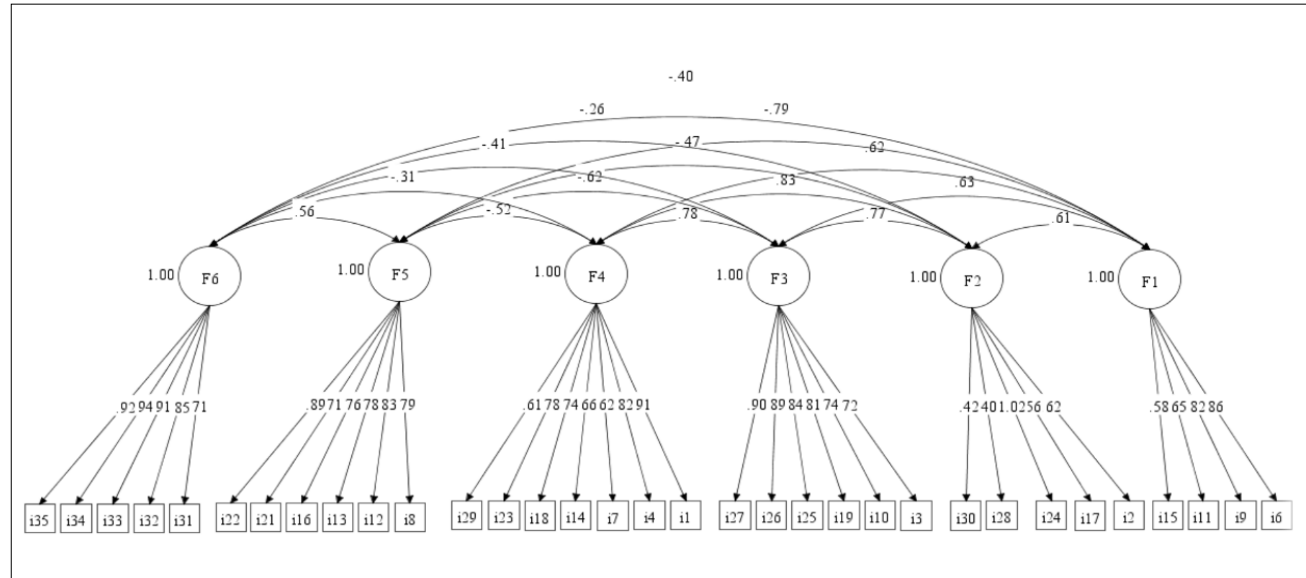 -.40
-.26 -.79
-.41 -.47 .62
-.31 -.62 .83 .63
.56 -.52 .78 .77 .61
1.00 F6 1.00 F5 1.00 F4 1.00 F3 1.00 F2 1.00 F1
.92 94 91 85 71 .89 71 76 78 83 79 .61 78 74 66 62 82 91 .90 89 84 81 74 72 .42 40 1.02 56 62 .58 65 82 86
i35 i34 i33 i32 i31 i22 i21 i16 i13 i12 i8 i29 i23 i18 i14 i7 i4 i1 i27 i26 i25 i19 i10 i3 i30 i28 i24 i17 i2 i15 i11 i9 i6